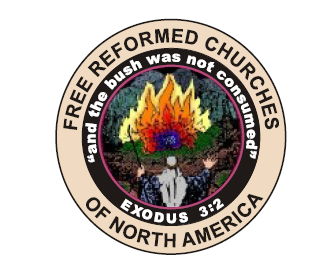 FREE REFORMED CHURCHES
"and the bush was not consumed"
EXODUS 3:2
OF NORTH AMERICA